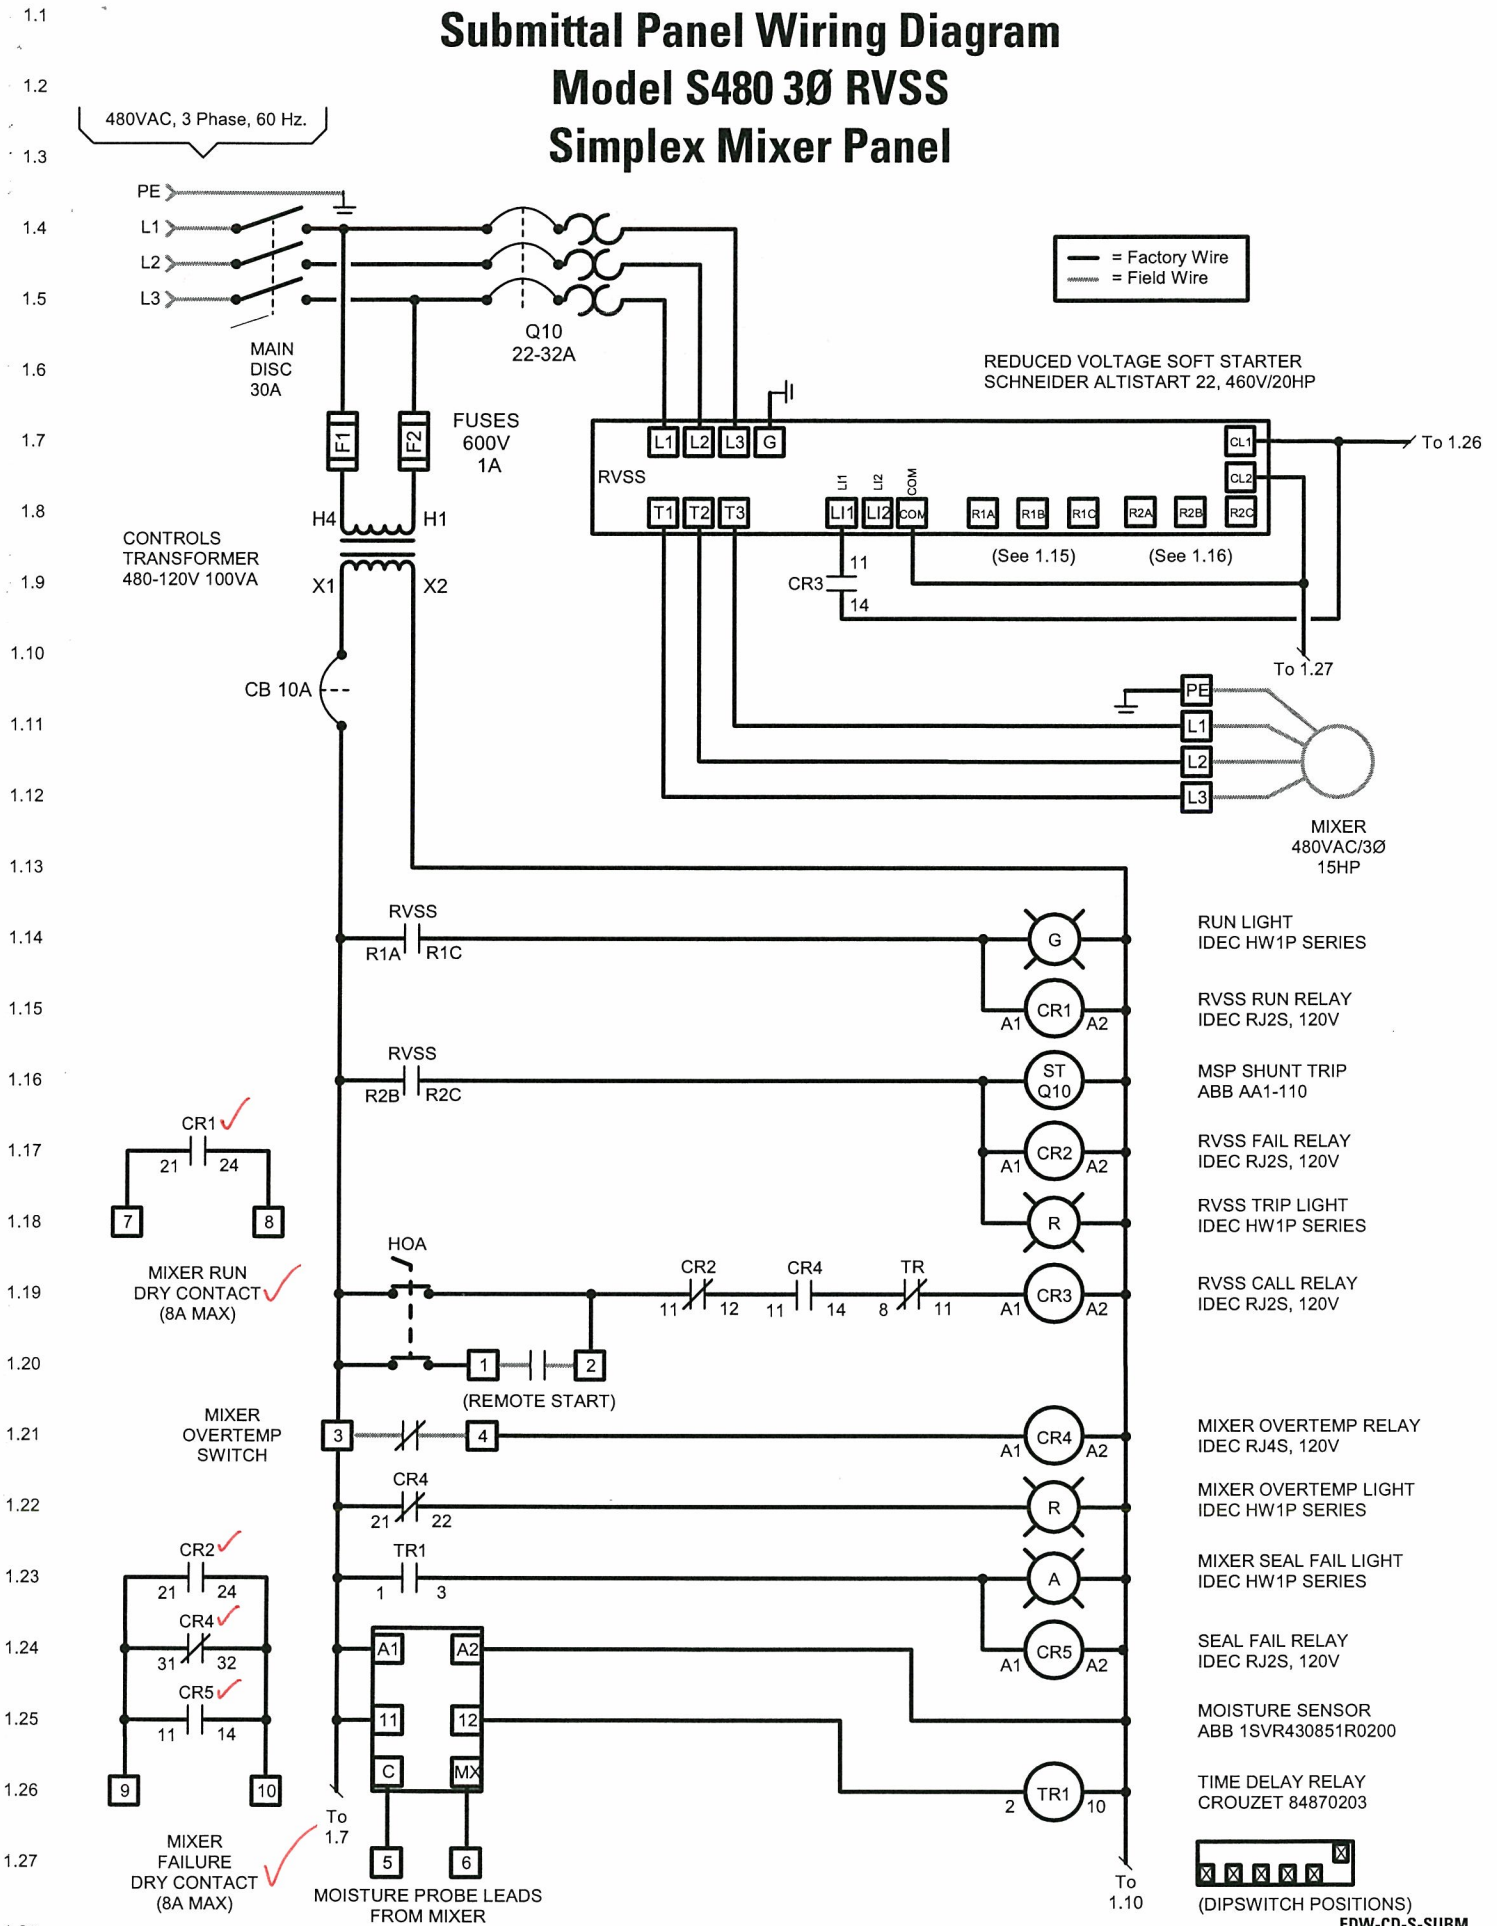 Submittal Panel Wiring Diagram
Model S480 3Ø RVSS
Simplex Mixer Panel
1.1
1.2
480VAC, 3 Phase, 60 Hz.
1.3
PE
1.4
L1
L2
1.5
L3
Q10
22-32A
MAIN
DISC
30A
= Factory Wire
= Field Wire
1.6
REDUCED VOLTAGE SOFT STARTER
SCHNEIDER ALTISTART 22, 460V/20HP
1.7
F1
F2
FUSES
600V
1A
L1 L2 L3 G
CL1
To 1.26
RVSS
CL2
LI1 LI2 COM
1.8
H4
H1
T1 T2 T3
LI1 LI2 COM
R1A R1B R1C R2A R2B R2C
(See 1.15)
(See 1.16)
CONTROLS
TRANSFORMER
480-120V 100VA
1.9
X1
X2
11
CR3
14
1.10
To 1.27
CB 10A
PE
1.11
L1
L2
1.12
L3
MIXER
480VAC/3Ø
15HP
1.13
1.14
RVSS
R1A R1C
G
RUN LIGHT
IDEC HW1P SERIES
1.15
A1 CR1 A2
RVSS RUN RELAY
IDEC RJ2S, 120V
1.16
RVSS
R2B R2C
ST
Q10
MSP SHUNT TRIP
ABB AA1-110
1.17
CR1
21 24
A1 CR2 A2
RVSS FAIL RELAY
IDEC RJ2S, 120V
1.18
7
8
R
RVSS TRIP LIGHT
IDEC HW1P SERIES
MIXER RUN
DRY CONTACT
(8A MAX)
1.19
HOA
CR2
11 12
CR4
11 14
TR
8 11
A1 CR3 A2
RVSS CALL RELAY
IDEC RJ2S, 120V
1.20
1
2
(REMOTE START)
1.21
MIXER
OVERTEMP
SWITCH
3
4
A1 CR4 A2
MIXER OVERTEMP RELAY
IDEC RJ4S, 120V
1.22
CR4
21 22
R
MIXER OVERTEMP LIGHT
IDEC HW1P SERIES
1.23
CR2
21 24
TR1
1 3
A
MIXER SEAL FAIL LIGHT
IDEC HW1P SERIES
1.24
CR4
31 32
A1
A2
A1 CR5 A2
SEAL FAIL RELAY
IDEC RJ2S, 120V
1.25
CR5
11 14
11
12
MOISTURE SENSOR
ABB 1SVR430851R0200
1.26
9
10
C
MX
2 TR1 10
TIME DELAY RELAY
CROUZET 84870203
To
1.7
1.27
MIXER
FAILURE
DRY CONTACT
(8A MAX)
5
6
MOISTURE PROBE LEADS
FROM MIXER
To
1.10
(DIPSWITCH POSITIONS)